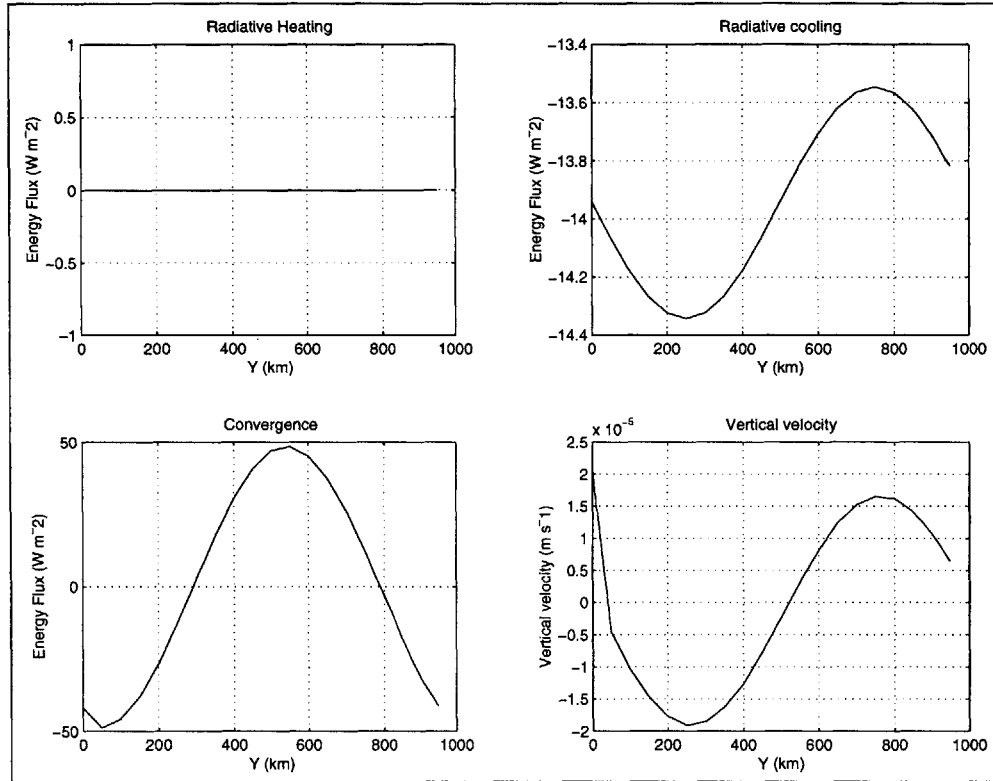 Radiative Heating
1
0.5
0
−0.5
−1
0 200 400 600 800 1000
Y (km)
Energy Flux (W m¯2)
Radiative cooling
−13.4
−13.6
−13.8
−14
−14.2
−14.4
0 200 400 600 800 1000
Y (km)
Energy Flux (W m¯2)
Convergence
50
0
−50
0 200 400 600 800 1000
Y (km)
Energy Flux (W m¯2)
Vertical velocity
x 10⁻⁵
2.5
2
1.5
1
0.5
0
−0.5
−1
−1.5
−2
0 200 400 600 800 1000
Y (km)
Vertical velocity (m s¯1)